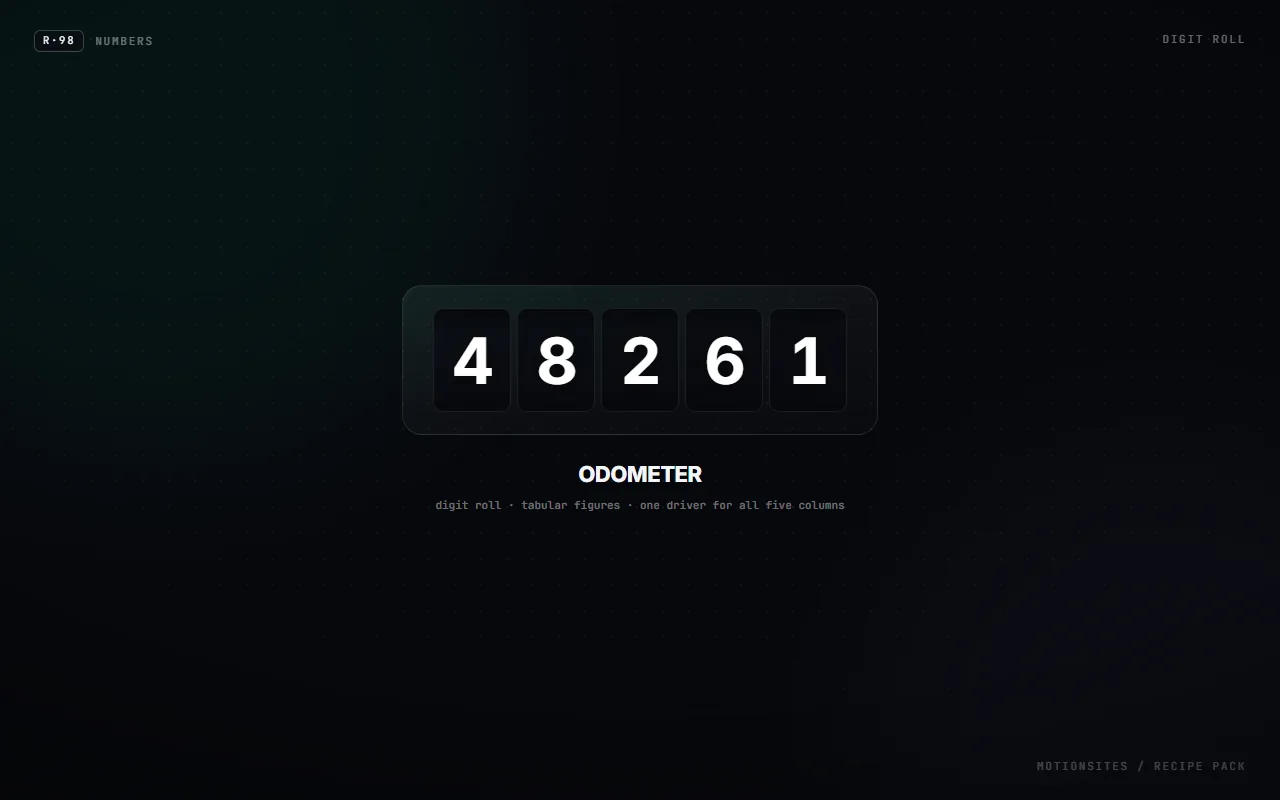 R·98 NUMBERS
DIGIT ROLL
4 8 2 6 1
ODOMETER
digit roll · tabular figures · one driver for all five columns
MOTIONSITES / RECIPE PACK